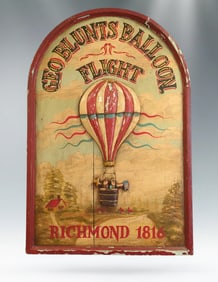 GEO BLUNTS BALLOON
FLIGHT
RICHMOND 1816